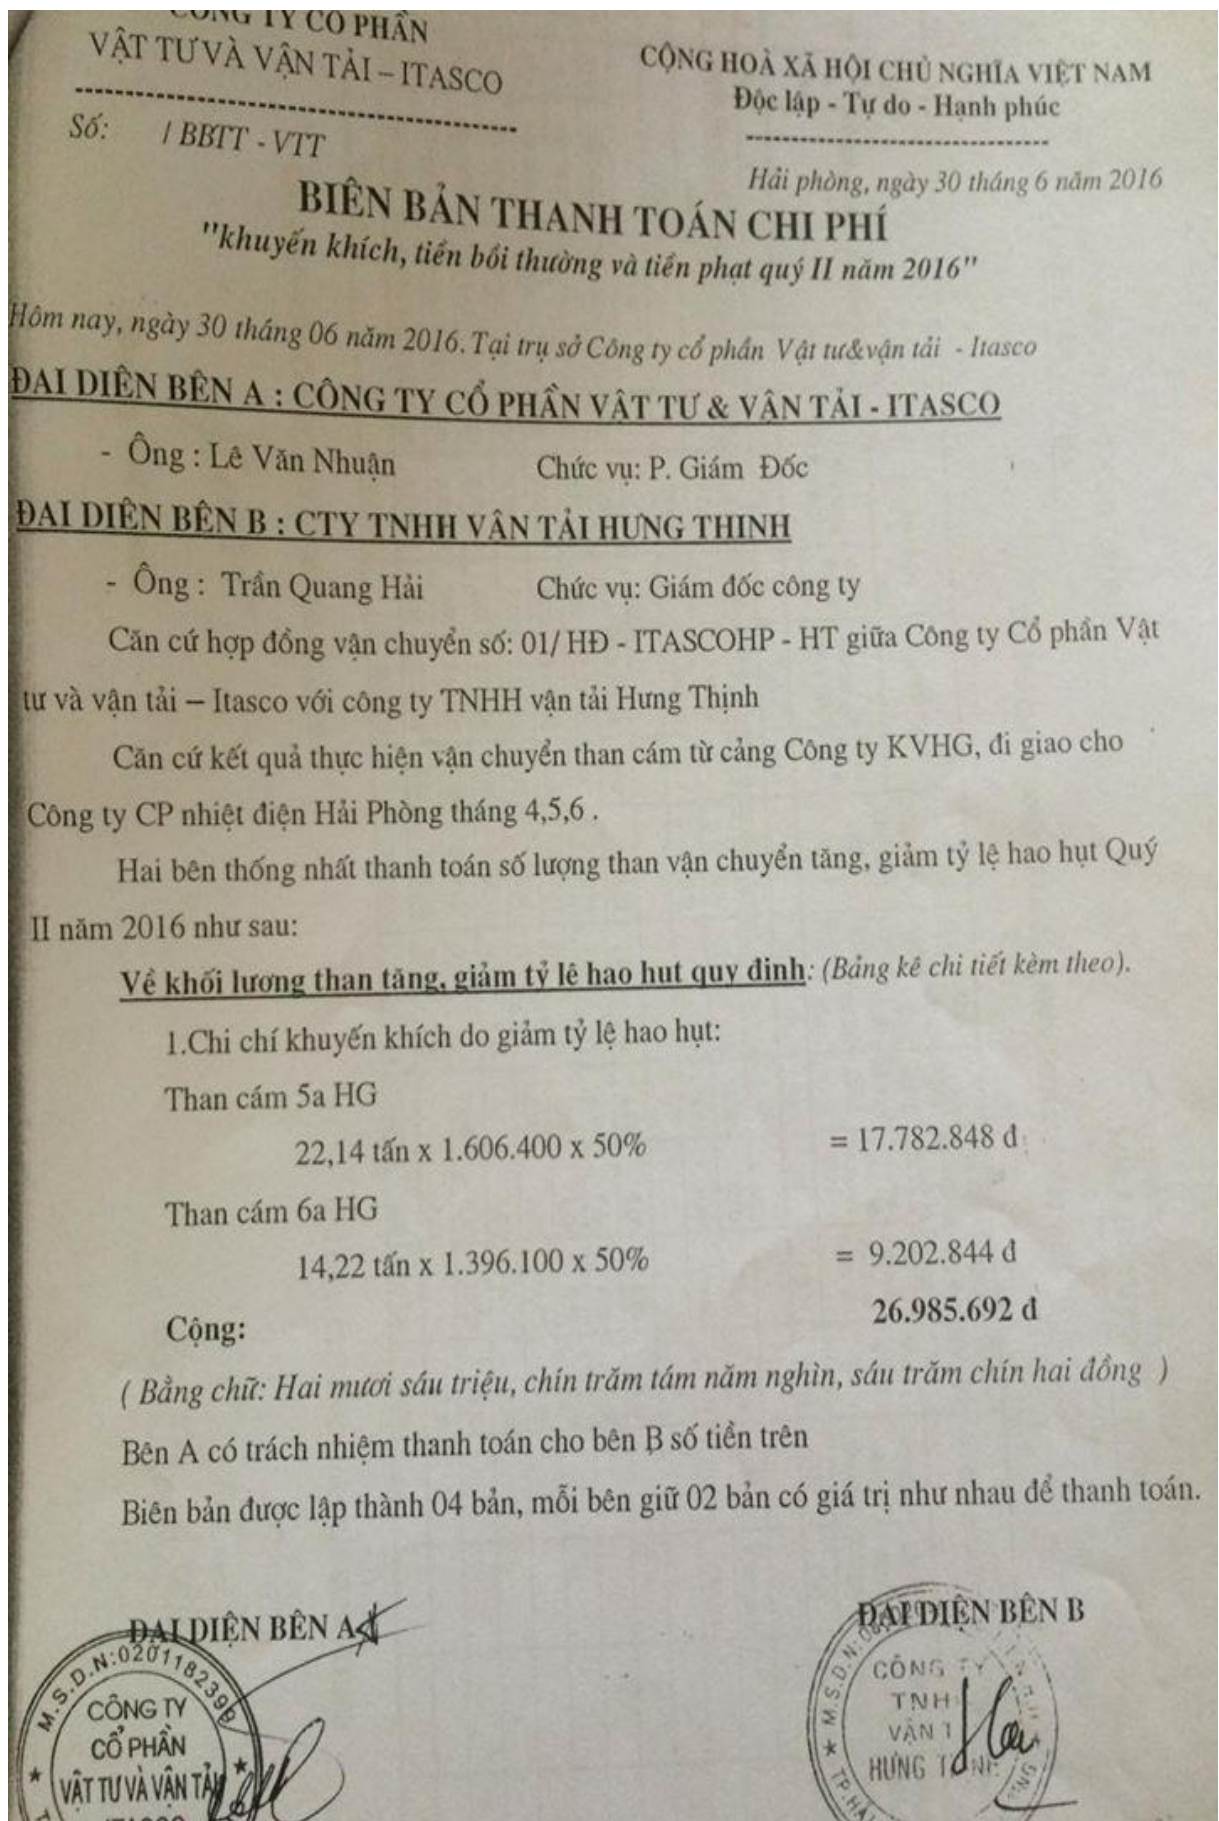 CÔNG TY CỔ PHẦN
VẬT TƯ VÀ VẬN TẢI – ITASCO
Số: / BBTT - VTT
CỘNG HOÀ XÃ HỘI CHỦ NGHĨA VIỆT NAM
Độc lập - Tự do - Hạnh phúc
Hải phòng, ngày 30 tháng 6 năm 2016
BIÊN BẢN THANH TOÁN CHI PHÍ
"khuyến khích, tiền bồi thường và tiền phạt quý II năm 2016"
Hôm nay, ngày 30 tháng 06 năm 2016. Tại trụ sở Công ty cổ phần Vật tư&vận tải - Itasco
ĐẠI DIỆN BÊN A : CÔNG TY CỔ PHẦN VẬT TƯ & VẬN TẢI - ITASCO
- Ông : Lê Văn Nhuận Chức vụ: P. Giám Đốc
ĐẠI DIỆN BÊN B : CTY TNHH VẬN TẢI HƯNG THỊNH
- Ông : Trần Quang Hải Chức vụ: Giám đốc công ty
Căn cứ hợp đồng vận chuyển số: 01/ HĐ - ITASCOHP - HT giữa Công ty Cổ phần Vật
tư và vận tải – Itasco với công ty TNHH vận tải Hưng Thịnh
Căn cứ kết quả thực hiện vận chuyển than cám từ cảng Công ty KVHG, đi giao cho
Công ty CP nhiệt điện Hải Phòng tháng 4,5,6 .
Hai bên thống nhất thanh toán số lượng than vận chuyển tăng, giảm tỷ lệ hao hụt Quý
II năm 2016 như sau:
Về khối lương than tăng, giảm tỷ lệ hao hụt quy định: (Bảng kê chi tiết kèm theo).
1.Chi chí khuyến khích do giảm tỷ lệ hao hụt:
Than cám 5a HG
22,14 tấn x 1.606.400 x 50% = 17.782.848 đ
Than cám 6a HG
14,22 tấn x 1.396.100 x 50% = 9.202.844 đ
Cộng: 26.985.692 đ
( Bằng chữ: Hai mươi sáu triệu, chín trăm tám năm nghìn, sáu trăm chín hai đồng )
Bên A có trách nhiệm thanh toán cho bên B số tiền trên
Biên bản được lập thành 04 bản, mỗi bên giữ 02 bản có giá trị như nhau để thanh toán.
ĐẠI DIỆN BÊN A
ĐẠI DIỆN BÊN B
M.S.D.N:0201182399
CÔNG TY
CỔ PHẦN
VẬT TƯ VÀ VẬN TẢI
M.S.D.N:
CÔNG TY
TNH
VẬN T
HƯNG